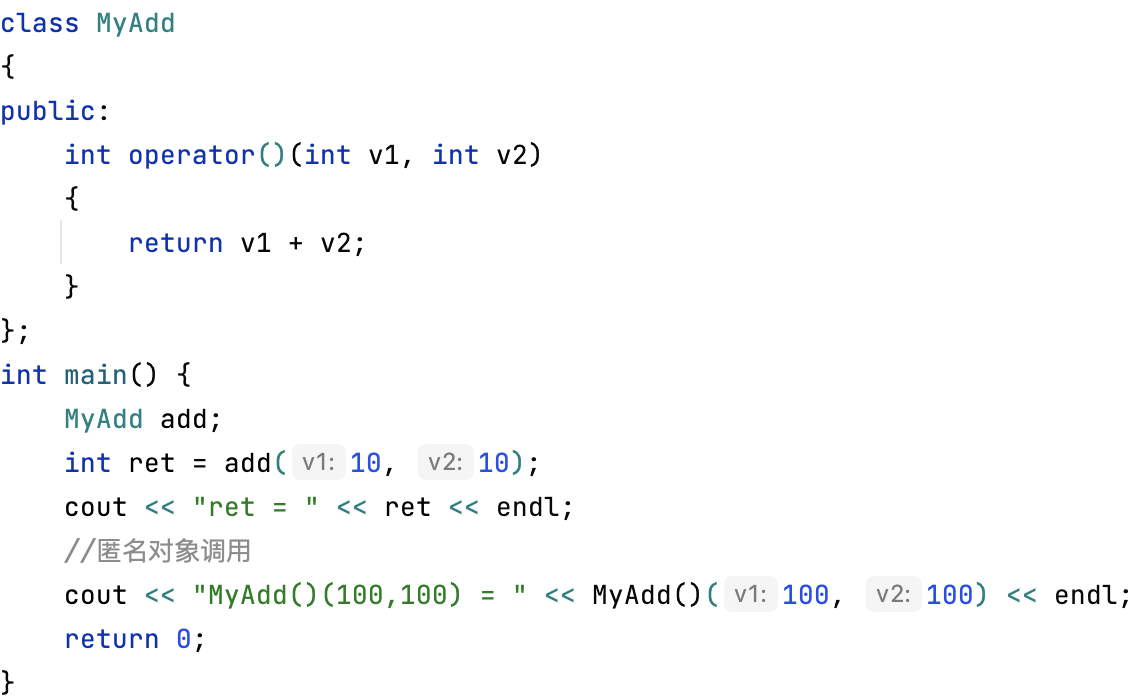 class MyAdd
{
public:
    int operator()(int v1, int v2)
    {
        return v1 + v2;
    }
};
int main() {
    MyAdd add;
    int ret = add( v1: 10,  v2: 10);
    cout << "ret = " << ret << endl;
    //匿名对象调用
    cout << "MyAdd()(100,100) = " << MyAdd()( v1: 100,  v2: 100) << endl;
    return 0;
}